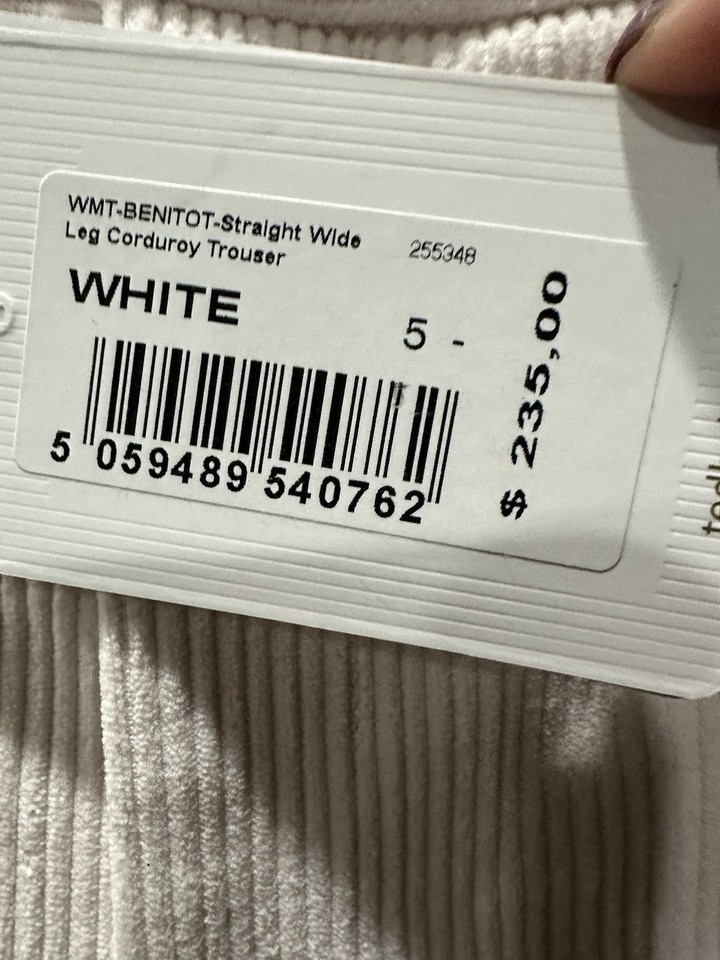 WMT-BENITOT-Straight Wide
Leg Corduroy Trouser
255348
WHITE
5 -
$ 235,00
5 059489 540762